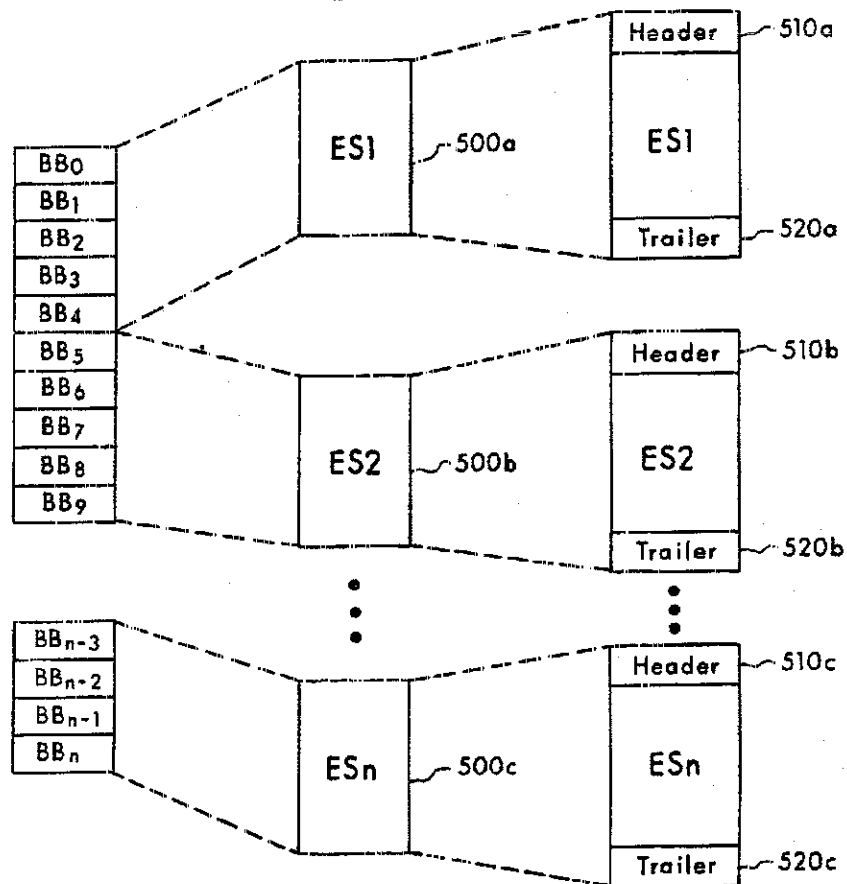 BB0
BB1
BB2
BB3
BB4
BB5
BB6
BB7
BB8
BB9
BBn-3
BBn-2
BBn-1
BBn
ES1
500a
ES2
500b
ESn
500c
Header
510a
ES1
Trailer
520a
Header
510b
ES2
Trailer
520b
Header
510c
ESn
Trailer
520c